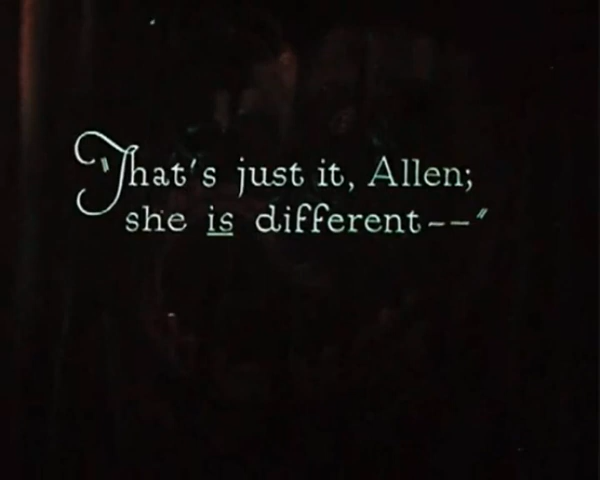 "That's just it, Allen;
she is different--"